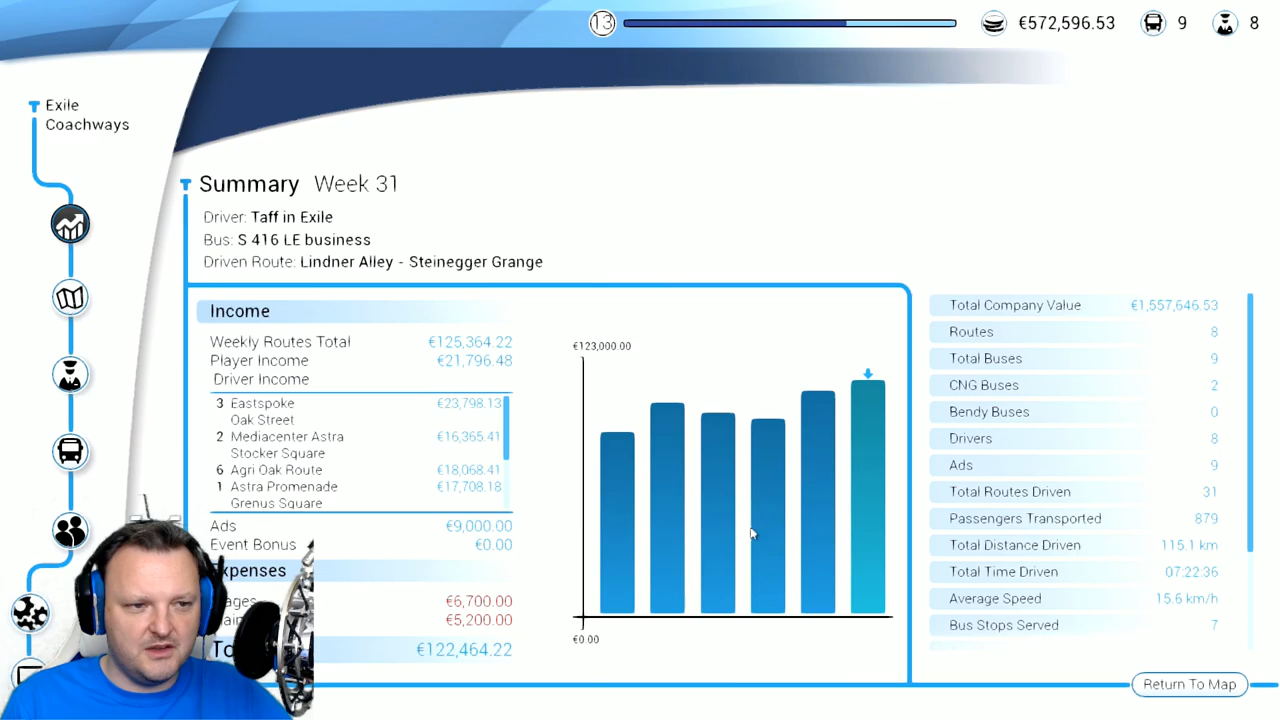 13
€572,596.53
9
8
Exile
Coachways
Summary Week 31
Driver: Taff in Exile
Bus: S 416 LE business
Driven Route: Lindner Alley - Steinegger Grange
Income
Weekly Routes Total €125,364.22
Player Income €21,796.48
Driver Income
3 Eastspoke €23,798.13
Oak Street
2 Mediacenter Astra €16,365.41
Stocker Square
6 Agri Oak Route €18,068.41
1 Astra Promenade €17,708.18
Grenus Square
Ads €9,000.00
Event Bonus €0.00
€6,700.00
€5,200.00
€122,464.22
€123,000.00
€0.00
Total Company Value €1,557,646.53
Routes 8
Total Buses 9
CNG Buses 2
Bendy Buses 0
Drivers 8
Ads 9
Total Routes Driven 31
Passengers Transported 879
Total Distance Driven 115.1 km
Total Time Driven 07:22:36
Average Speed 15.6 km/h
Bus Stops Served 7
Return To Map